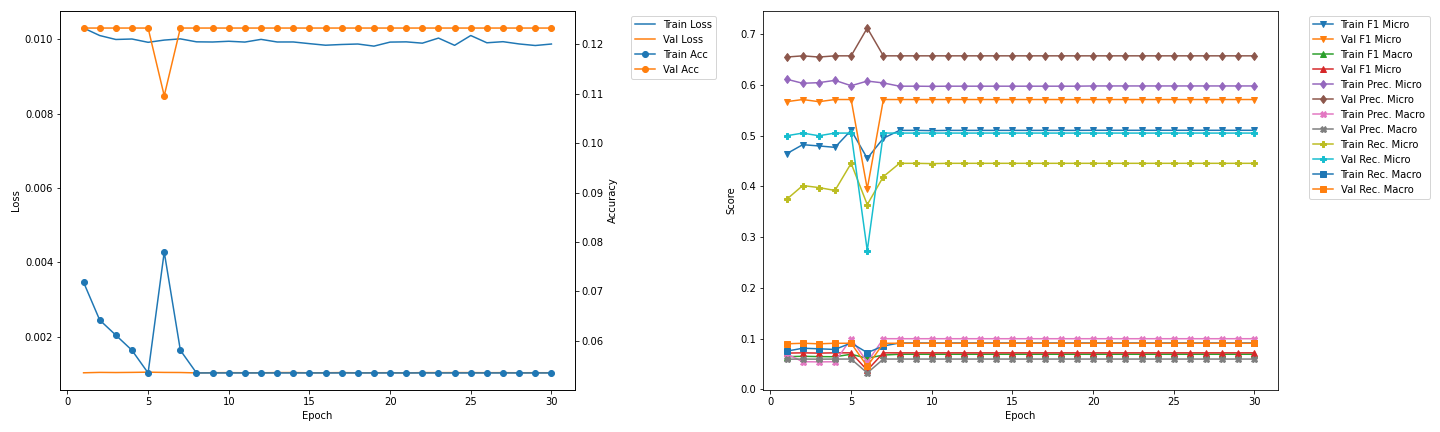 0.010
0.008
0.006
0.004
0.002
Loss
0
5
10
15
20
25
30
Epoch
0.12
0.11
0.10
0.09
0.08
0.07
0.06
Accuracy
Train Loss
Val Loss
Train Acc
Val Acc
0.7
0.6
0.5
0.4
0.3
0.2
0.1
0.0
Score
0
5
10
15
20
25
30
Epoch
Train F1 Micro
Val F1 Micro
Train F1 Macro
Val F1 Micro
Train Prec. Micro
Val Prec. Micro
Train Prec. Macro
Val Prec. Macro
Train Rec. Micro
Val Rec. Micro
Train Rec. Macro
Val Rec. Macro